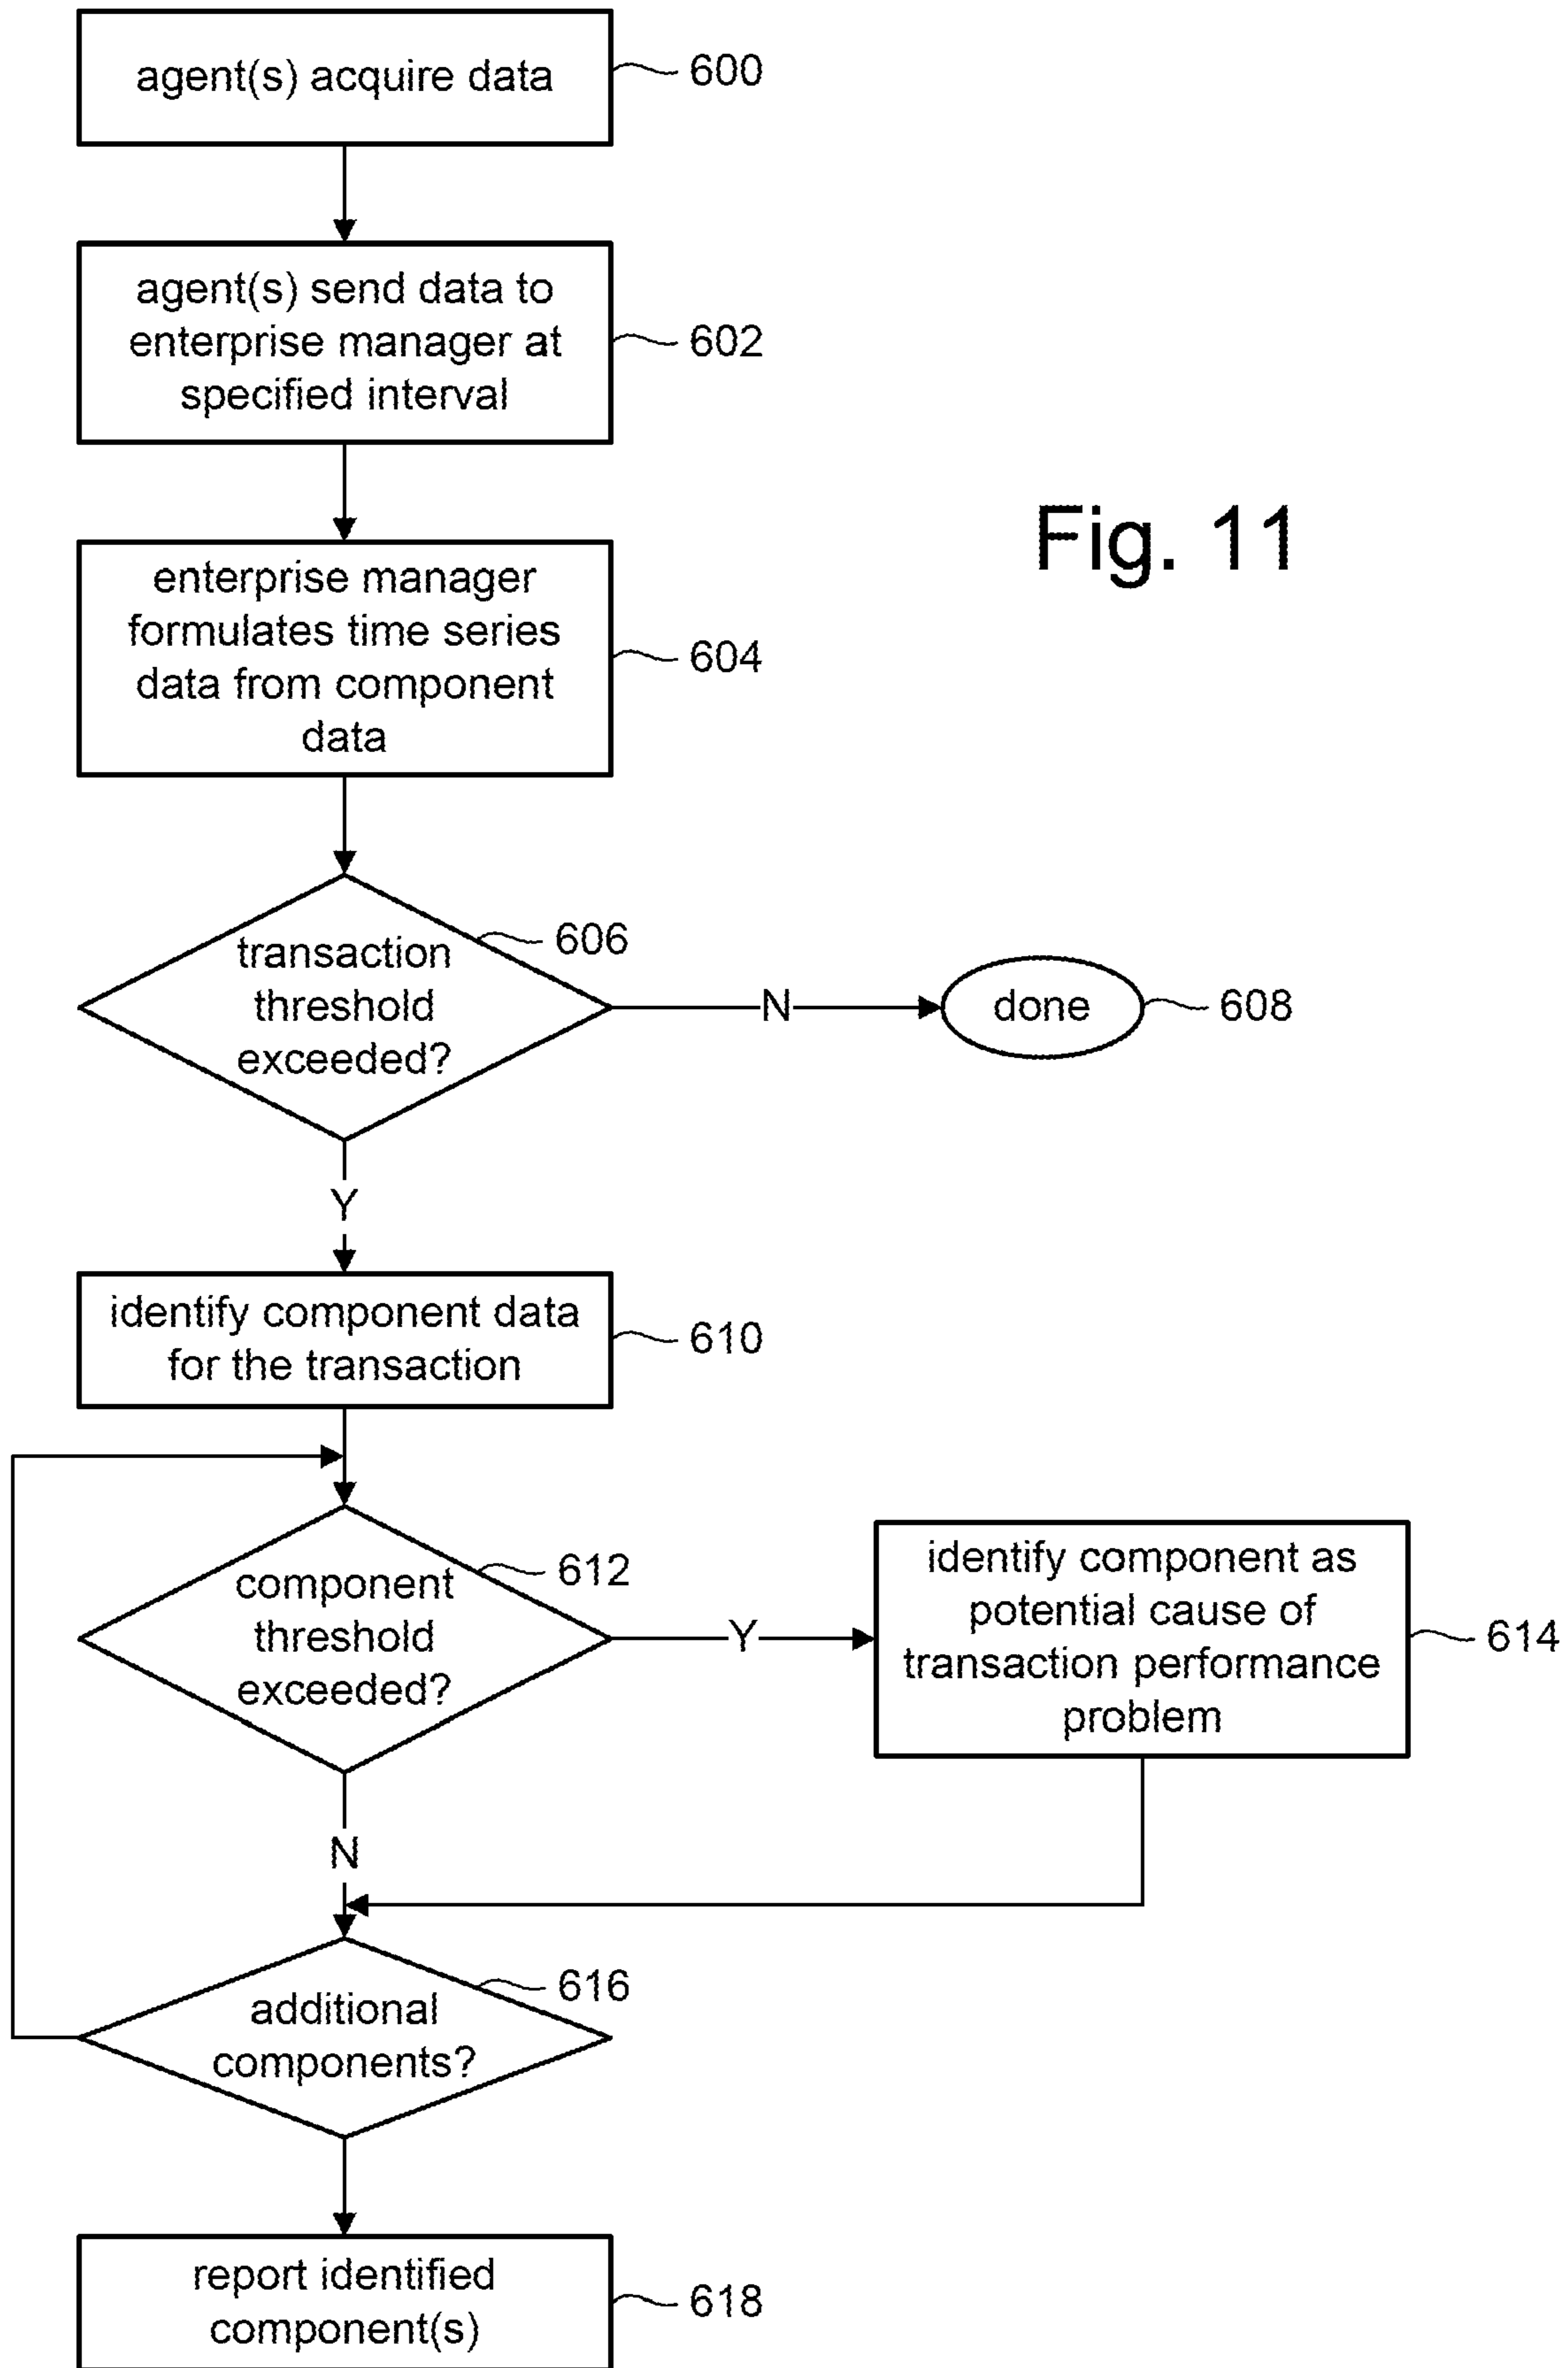 agent(s) acquire data
600
agent(s) send data to
enterprise manager at
specified interval
602
enterprise manager
formulates time series
data from component
data
604
Fig. 11
transaction
threshold
exceeded?
606
N
done
608
Y
identify component data
for the transaction
610
component
threshold
exceeded?
612
Y
identify component as
potential cause of
transaction performance
problem
614
N
additional
components?
616
report identified
component(s)
618